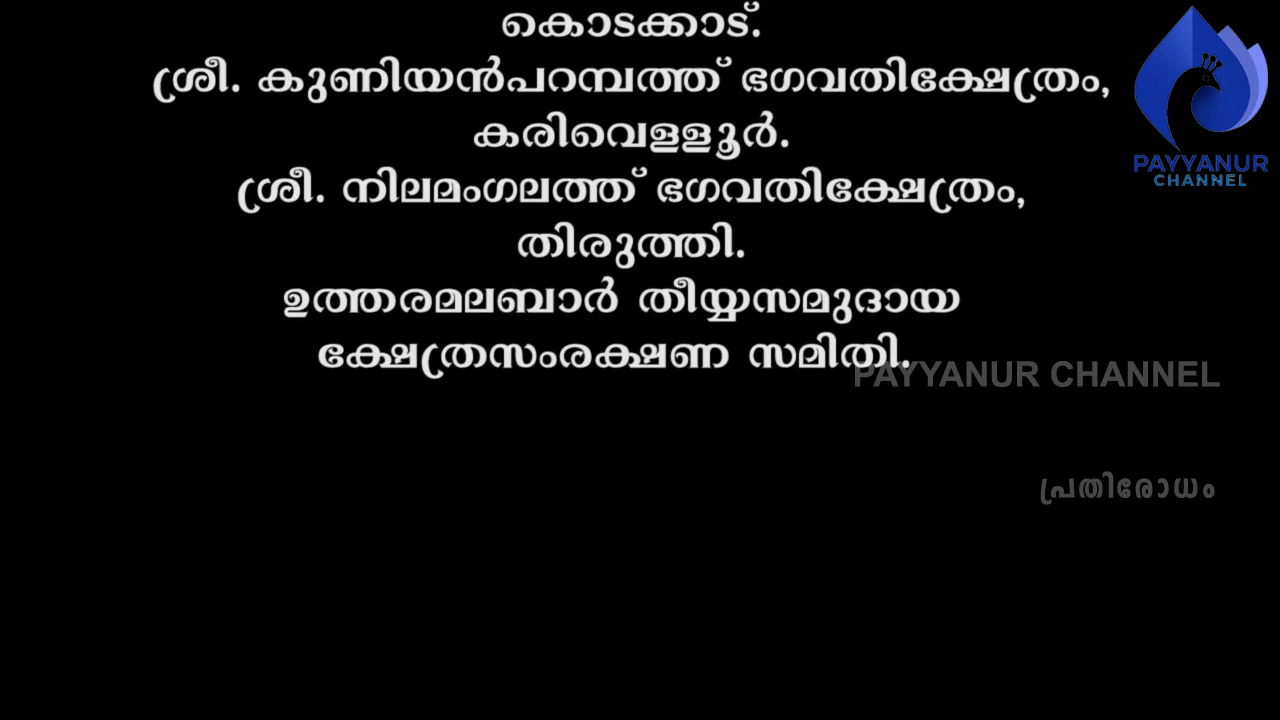 കൊടക്കാട്.
ശ്രീ. കുണിയൻപറമ്പത്ത് ഭഗവതിക്ഷേത്രം,
കരിവെള്ളൂർ.
ശ്രീ. നിലമംഗലത്ത് ഭഗവതിക്ഷേത്രം,
തിരുത്തി.
ഉത്തരമലബാർ തീയ്യസമുദായ
ക്ഷേത്രസംരക്ഷണ സമിതി.
PAYYANUR
CHANNEL
PAYYANUR CHANNEL
പ്രതിരോധം